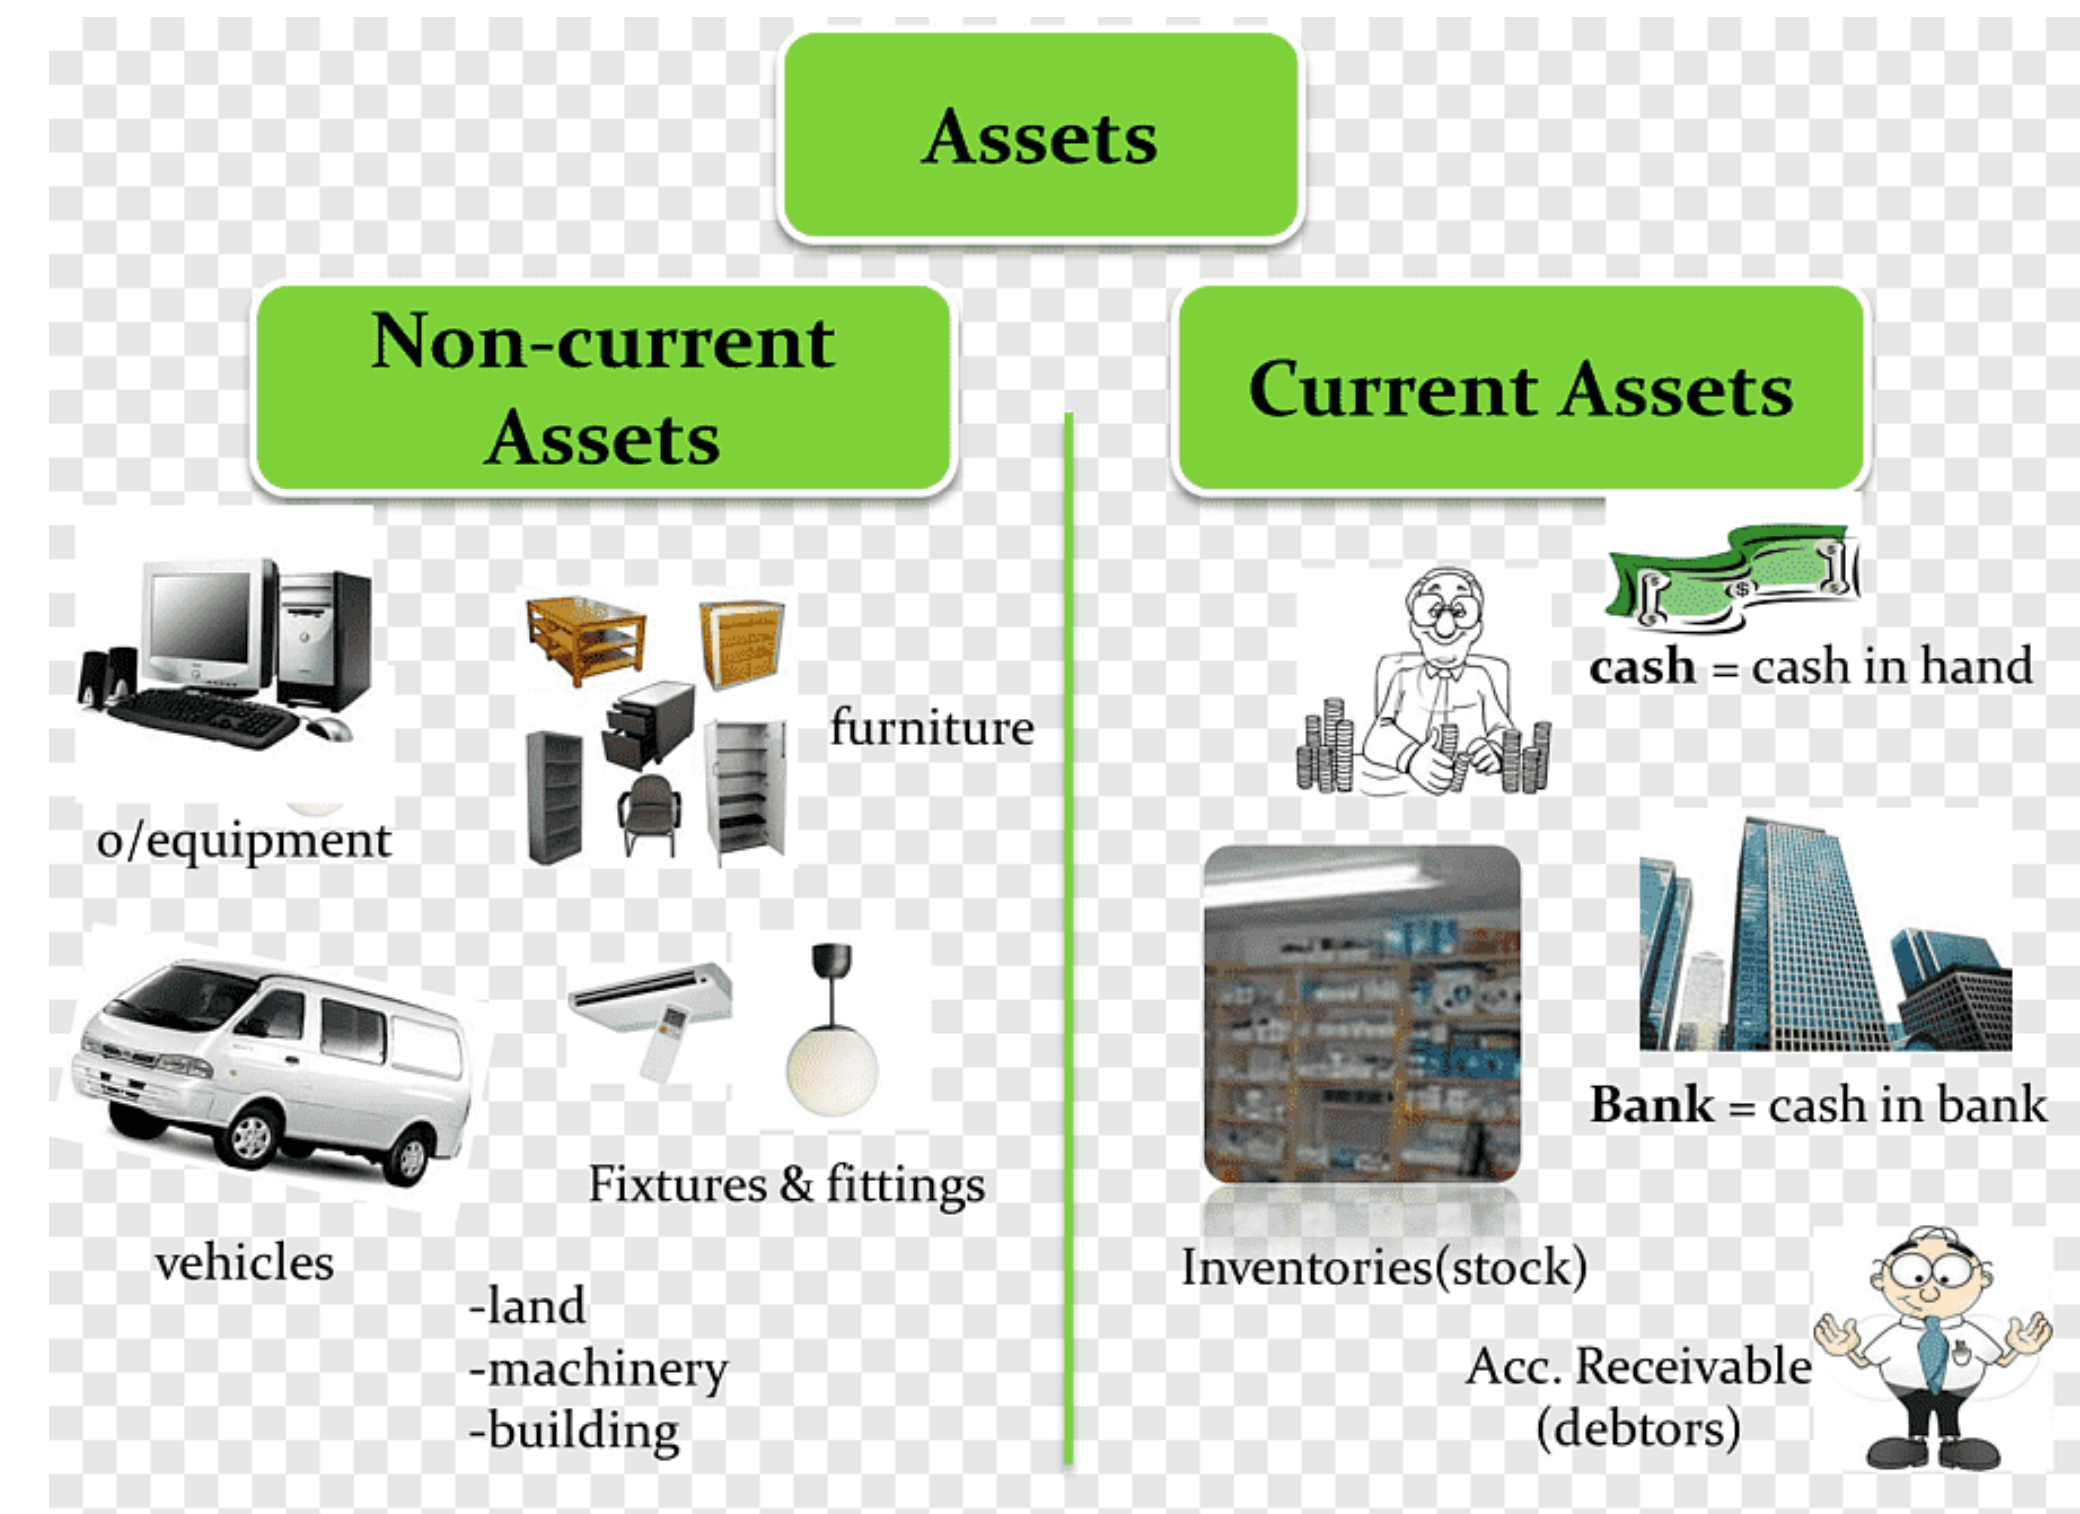 Assets
Non-current
Assets
Current Assets
o/equipment
furniture
vehicles
Fixtures & fittings
-land
-machinery
-building
cash = cash in hand
Bank = cash in bank
Inventories(stock)
Acc. Receivable
(debtors)